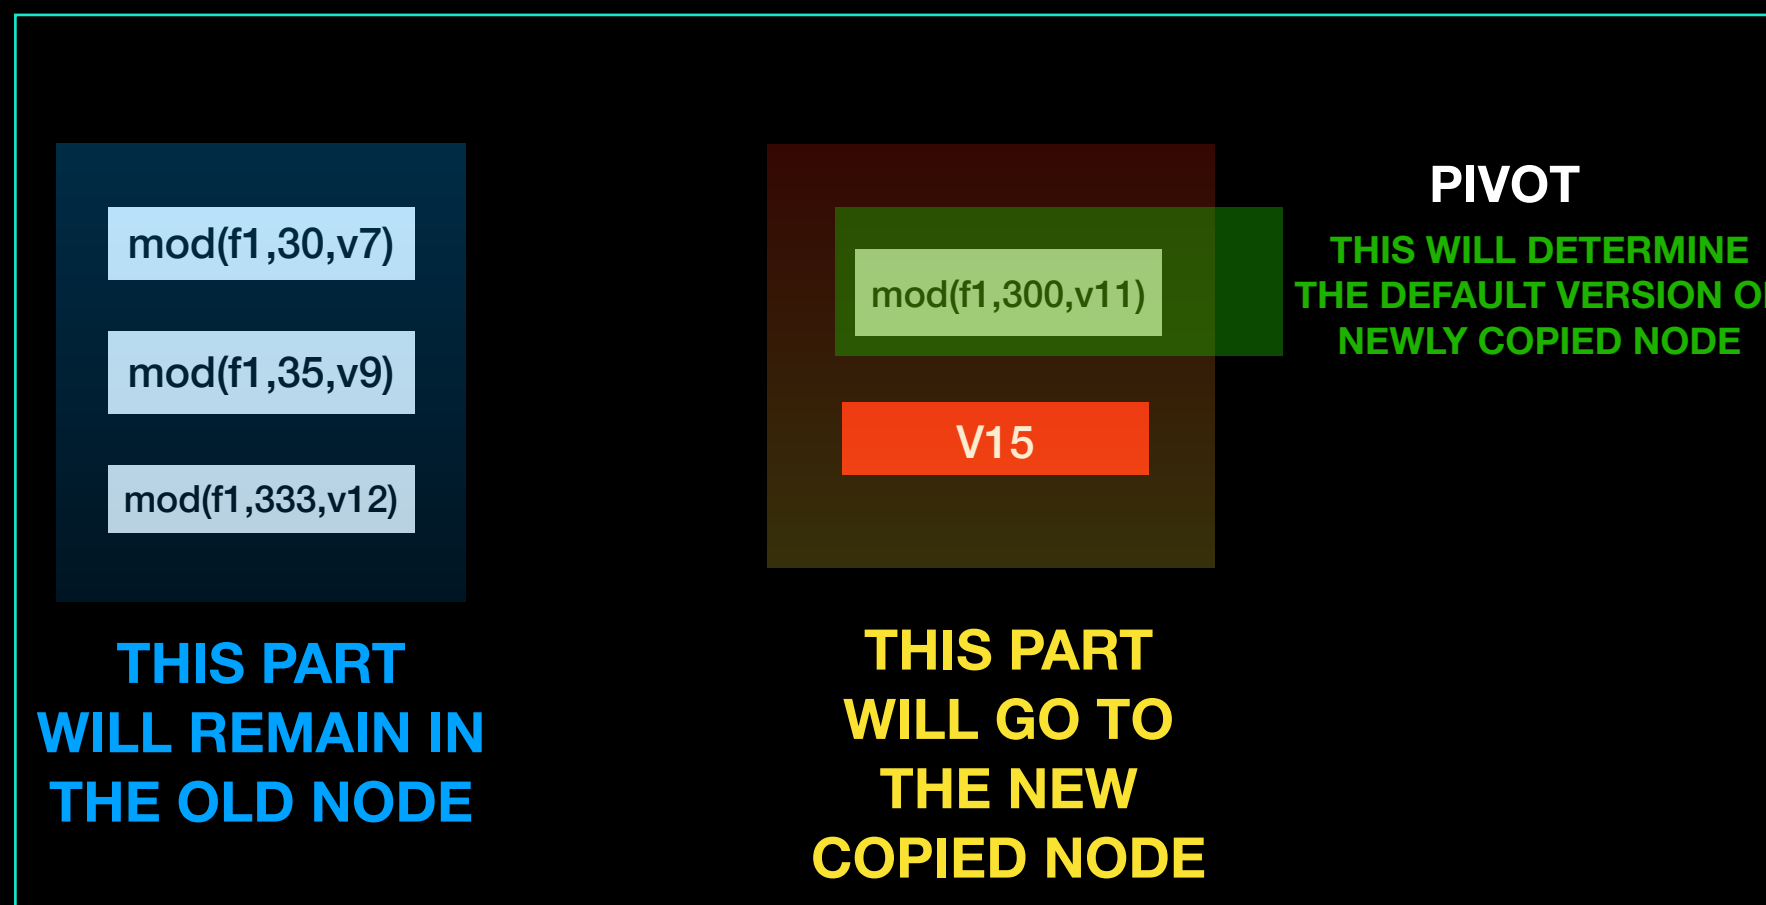 mod(f1,30,v7)
mod(f1,35,v9)
mod(f1,333,v12)
THIS PART
WILL REMAIN IN
THE OLD NODE
mod(f1,300,v11)
V15
THIS PART
WILL GO TO
THE NEW
COPIED NODE
PIVOT
THIS WILL DETERMINE
THE DEFAULT VERSION
NEWLY COPIED NODE